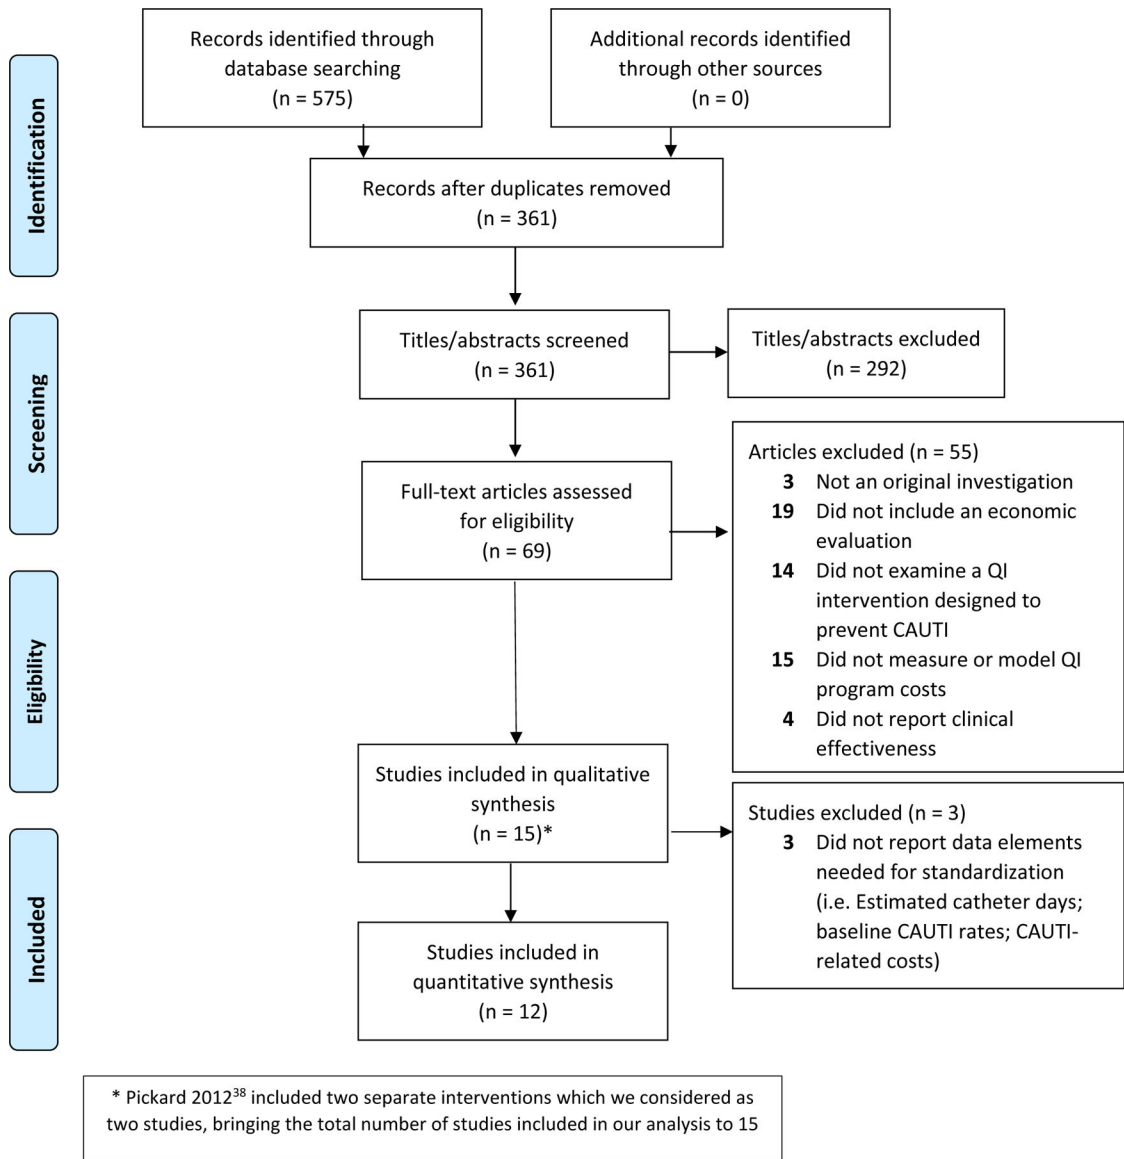 Records identified through
database searching
(n = 575)
Additional records identified
through other sources
(n = 0)
Identification
Records after duplicates removed
(n = 361)
Screening
Titles/abstracts screened
(n = 361)
Titles/abstracts excluded
(n = 292)
Full-text articles assessed
for eligibility
(n = 69)
Articles excluded (n = 55)
3 Not an original investigation
19 Did not include an economic
evaluation
14 Did not examine a QI
intervention designed to
prevent CAUTI
15 Did not measure or model QI
program costs
4 Did not report clinical
effectiveness
Eligibility
Studies included in qualitative
synthesis
(n = 15)*
Studies excluded (n = 3)
3 Did not report data elements
needed for standardization
(i.e. Estimated catheter days;
baseline CAUTI rates; CAUTI-
related costs)
Included
Studies included in
quantitative synthesis
(n = 12)
* Pickard 2012³⁸ included two separate interventions which we considered as
two studies, bringing the total number of studies included in our analysis to 15